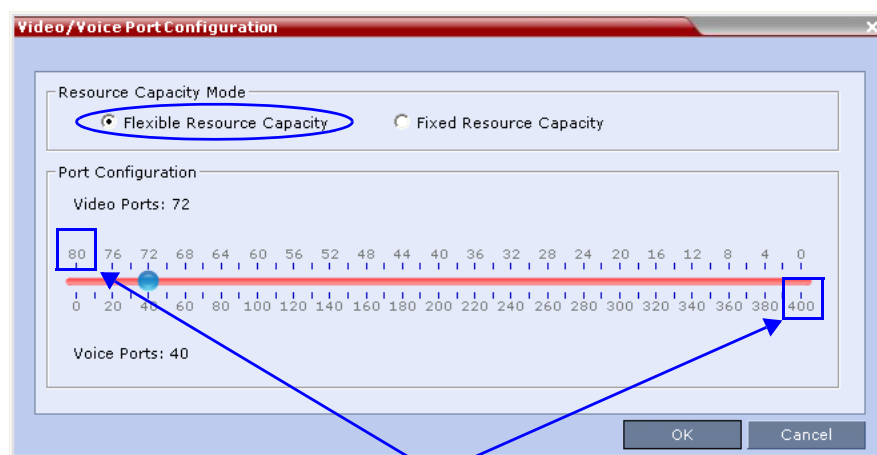 Video/Voice Port Configuration
Resource Capacity Mode
Flexible Resource Capacity Fixed Resource Capacity
Port Configuration
Video Ports: 72
80 76 72 68 64 60 56 52 48 44 40 36 32 28 24 20 16 12 8 4 0
0 20 40 60 80 100 120 140 160 180 200 220 240 260 280 300 320 340 360 380 400
Voice Ports: 40
OK Cancel